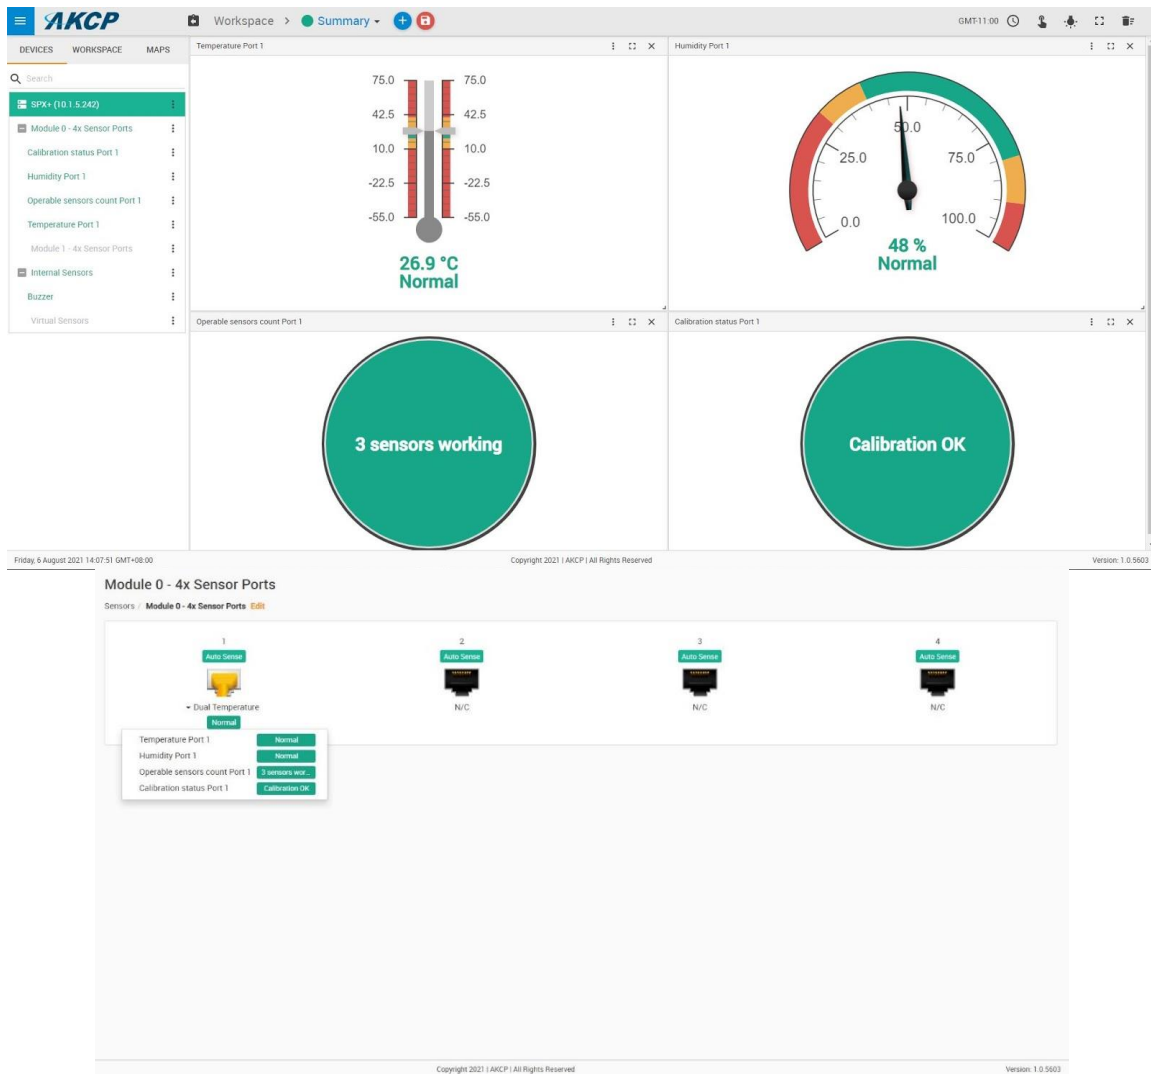 AKCP
Workspace > Summary
GMT-11:00
DEVICES WORKSPACE MAPS
Search
SPX+ (10.1.5.242)
Module 0 - 4x Sensor Ports
Calibration status Port 1
Humidity Port 1
Operable sensors count Port 1
Temperature Port 1
Module 1 - 4x Sensor Ports
Internal Sensors
Buzzer
Virtual Sensors
Temperature Port 1
75.0 75.0
42.5 42.5
10.0 10.0
-22.5 -22.5
-55.0 -55.0
26.9 °C
Normal
Humidity Port 1
50.0
25.0 75.0
0.0 100.0
48 %
Normal
Operable sensors count Port 1
3 sensors working
Calibration status Port 1
Calibration OK
Friday, 6 August 2021 14:07:51 GMT+08:00
Copyright 2021 | AKCP | All Rights Reserved
Version: 1.0.5603
Module 0 - 4x Sensor Ports
Sensors / Module 0 - 4x Sensor Ports Edit
1 2 3 4
Auto Sense Auto Sense Auto Sense Auto Sense
Dual Temperature N/C N/C N/C
Normal
Temperature Port 1 Normal
Humidity Port 1 Normal
Operable sensors count Port 1 3 sensors wor...
Calibration status Port 1 Calibration OK
Copyright 2021 | AKCP | All Rights Reserved
Version: 1.0.5603